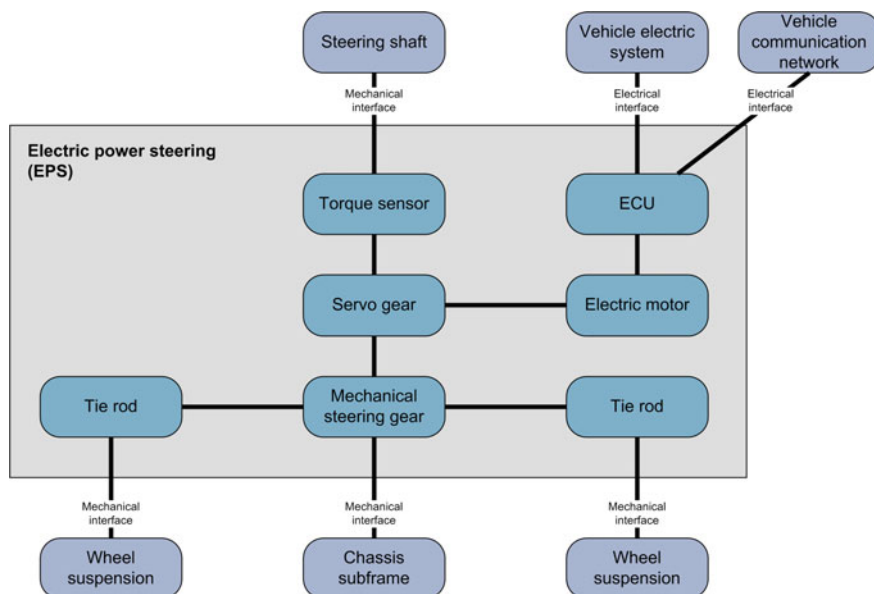 Steering shaft
Vehicle electric
system
Vehicle
communication
network
Mechanical
interface
Electrical
interface
Electrical
interface
Electric power steering
(EPS)
Torque sensor
ECU
Servo gear
Electric motor
Tie rod
Mechanical
steering gear
Tie rod
Mechanical
interface
Mechanical
interface
Mechanical
interface
Wheel
suspension
Chassis
subframe
Wheel
suspension